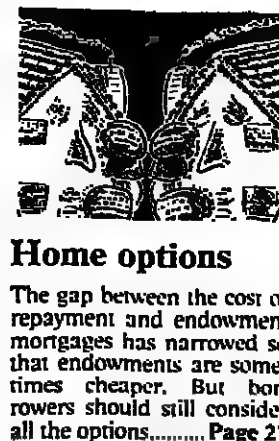 Home options
The gap between the cost o
repayment and endowmen
mortgages has narrowed s
that endowments are some
times cheaper. But bor
rowers should still conside
all the options......... Page 2